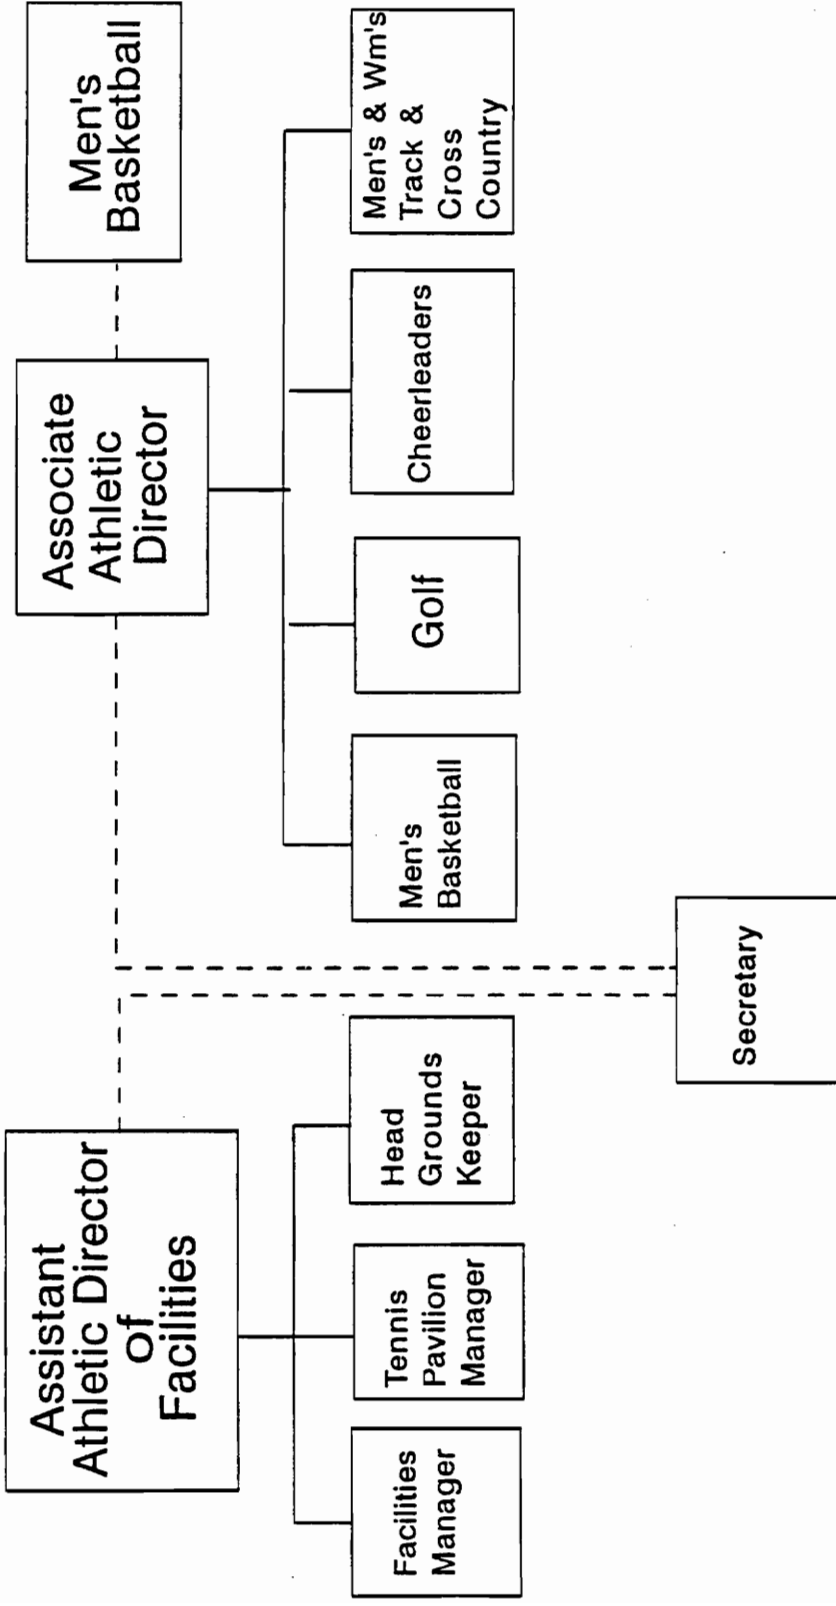 Assistant
Athletic Director
of
Facilities
Associate
Athletic
Director
Men's
Basketball
Facilities
Manager
Tennis
Pavilion
Manager
Head
Grounds
Keeper
Men's
Basketball
Golf
Cheerleaders
Men's & Wm's
Track &
Cross
Country
Secretary